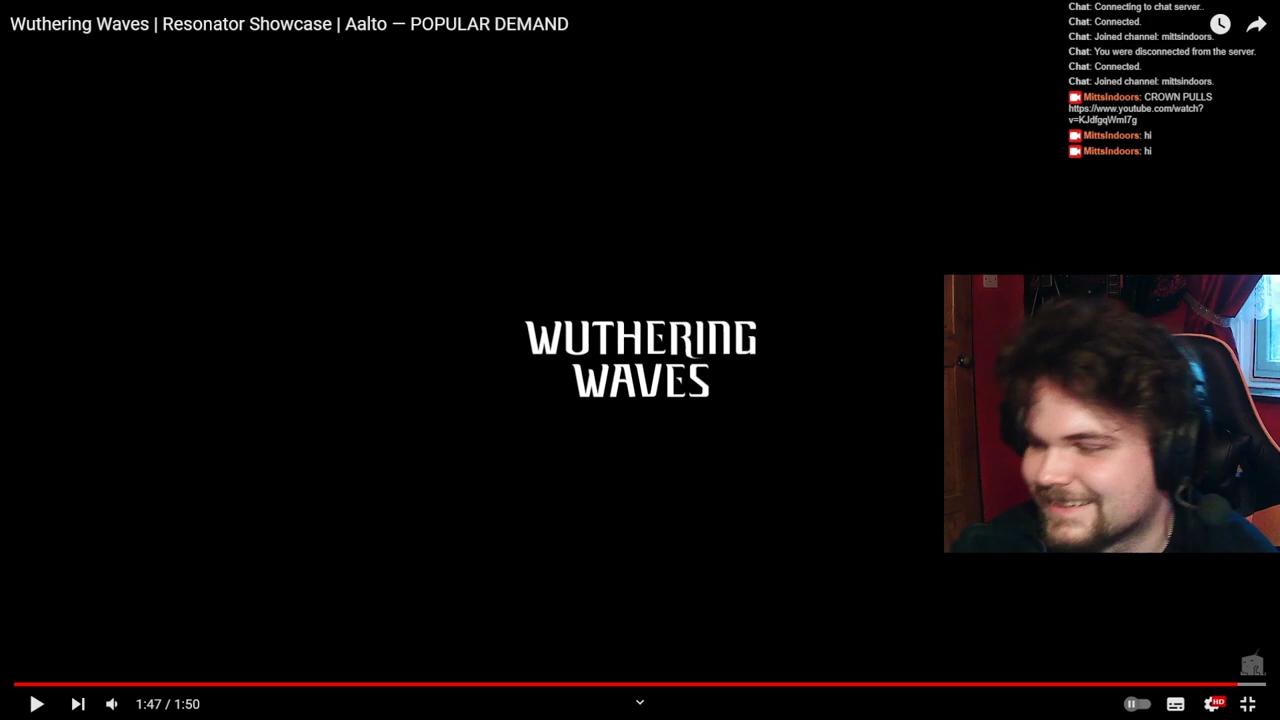 Wuthering Waves | Resonator Showcase | Aalto — POPULAR DEMAND
Chat: Connecting to chat server..
Chat: Connected.
Chat: Joined channel: mittsindoors.
Chat: You were disconnected from the server.
Chat: Connected.
Chat: Joined channel: mittsindoors.
MittsIndoors: CROWN PULLS
https://www.youtube.com/watch?
v=KJdfgqWmI7g
MittsIndoors: hi
MittsIndoors: hi
WUTHERING
WAVES
1:47 / 1:50
HD